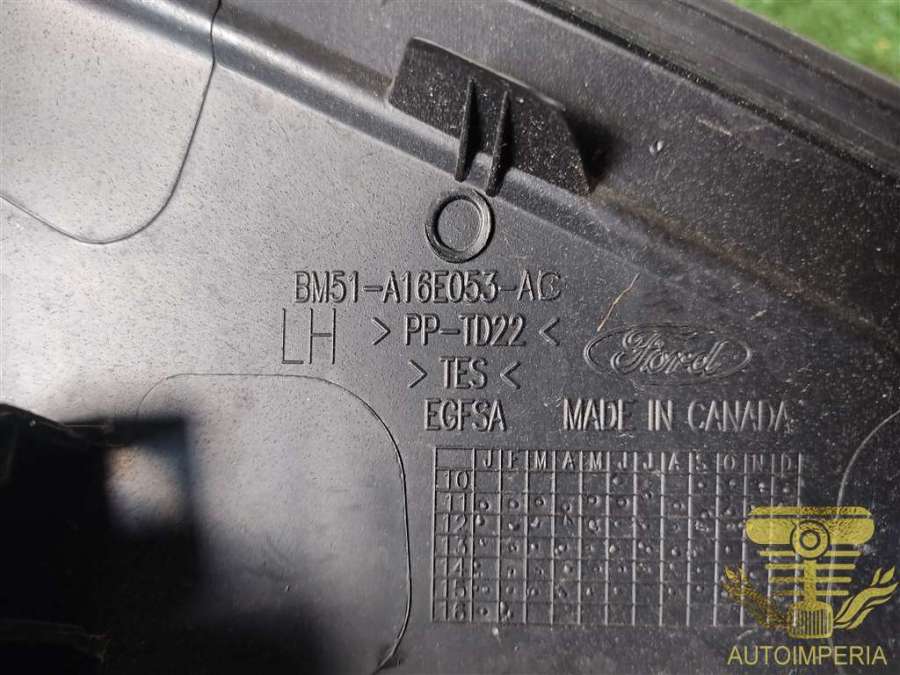 BM51-A16E053-AC
LH
> PP-TD22 <
Ford
> TES <
EGFSA MADE IN CANADA
J F M A M J J A S O N D
10
11
12
13
14
15
16
AUTOIMPERIA